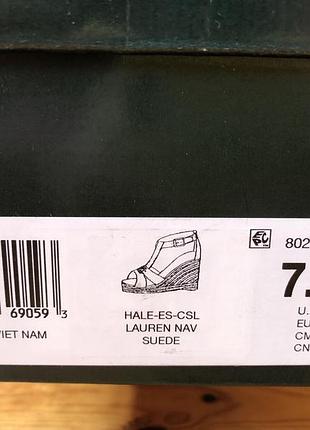 802
7.
HALE-ES-CSL
LAUREN NAV
SUEDE
69059 3
VIET NAM
U.
EU
CM
CN